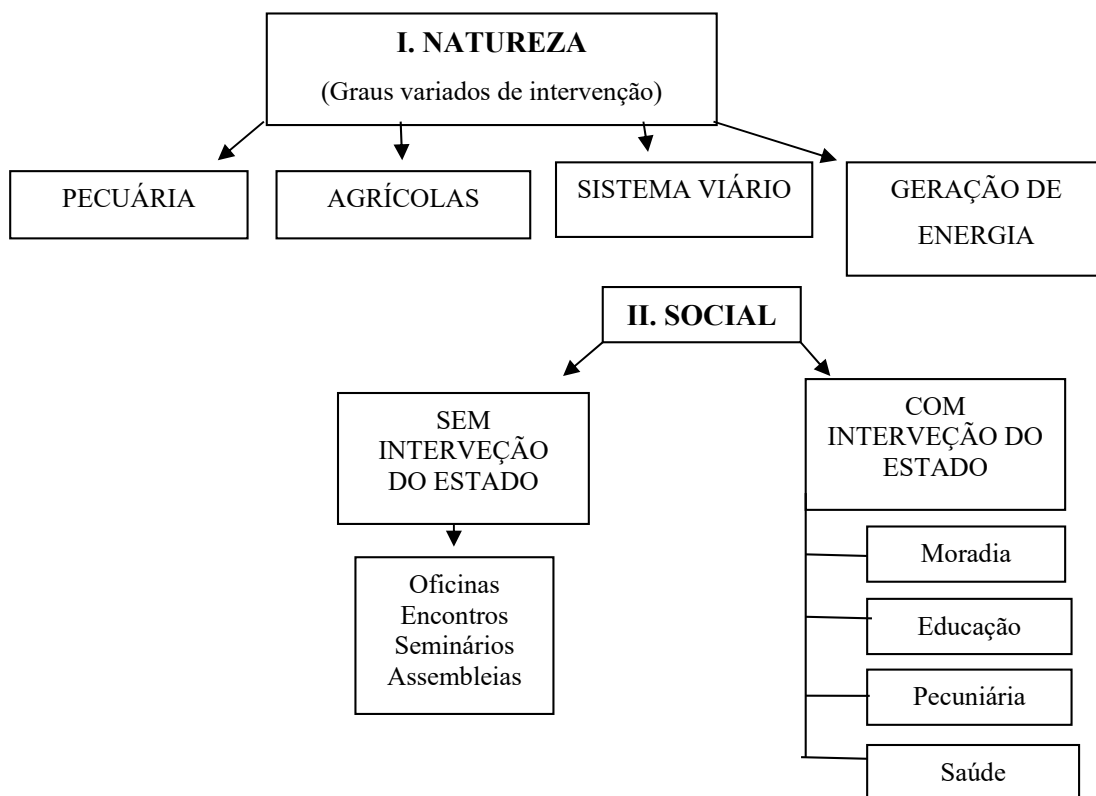 I. NATUREZA
(Graus variados de intervenção)
PECUÁRIA
AGRÍCOLAS
SISTEMA VIÁRIO
GERAÇÃO DE
ENERGIA
II. SOCIAL
SEM
INTERVEÇÃO
DO ESTADO
Oficinas
Encontros
Seminários
Assembleias
COM
INTERVEÇÃO DO
ESTADO
Moradia
Educação
Pecuniária
Saúde